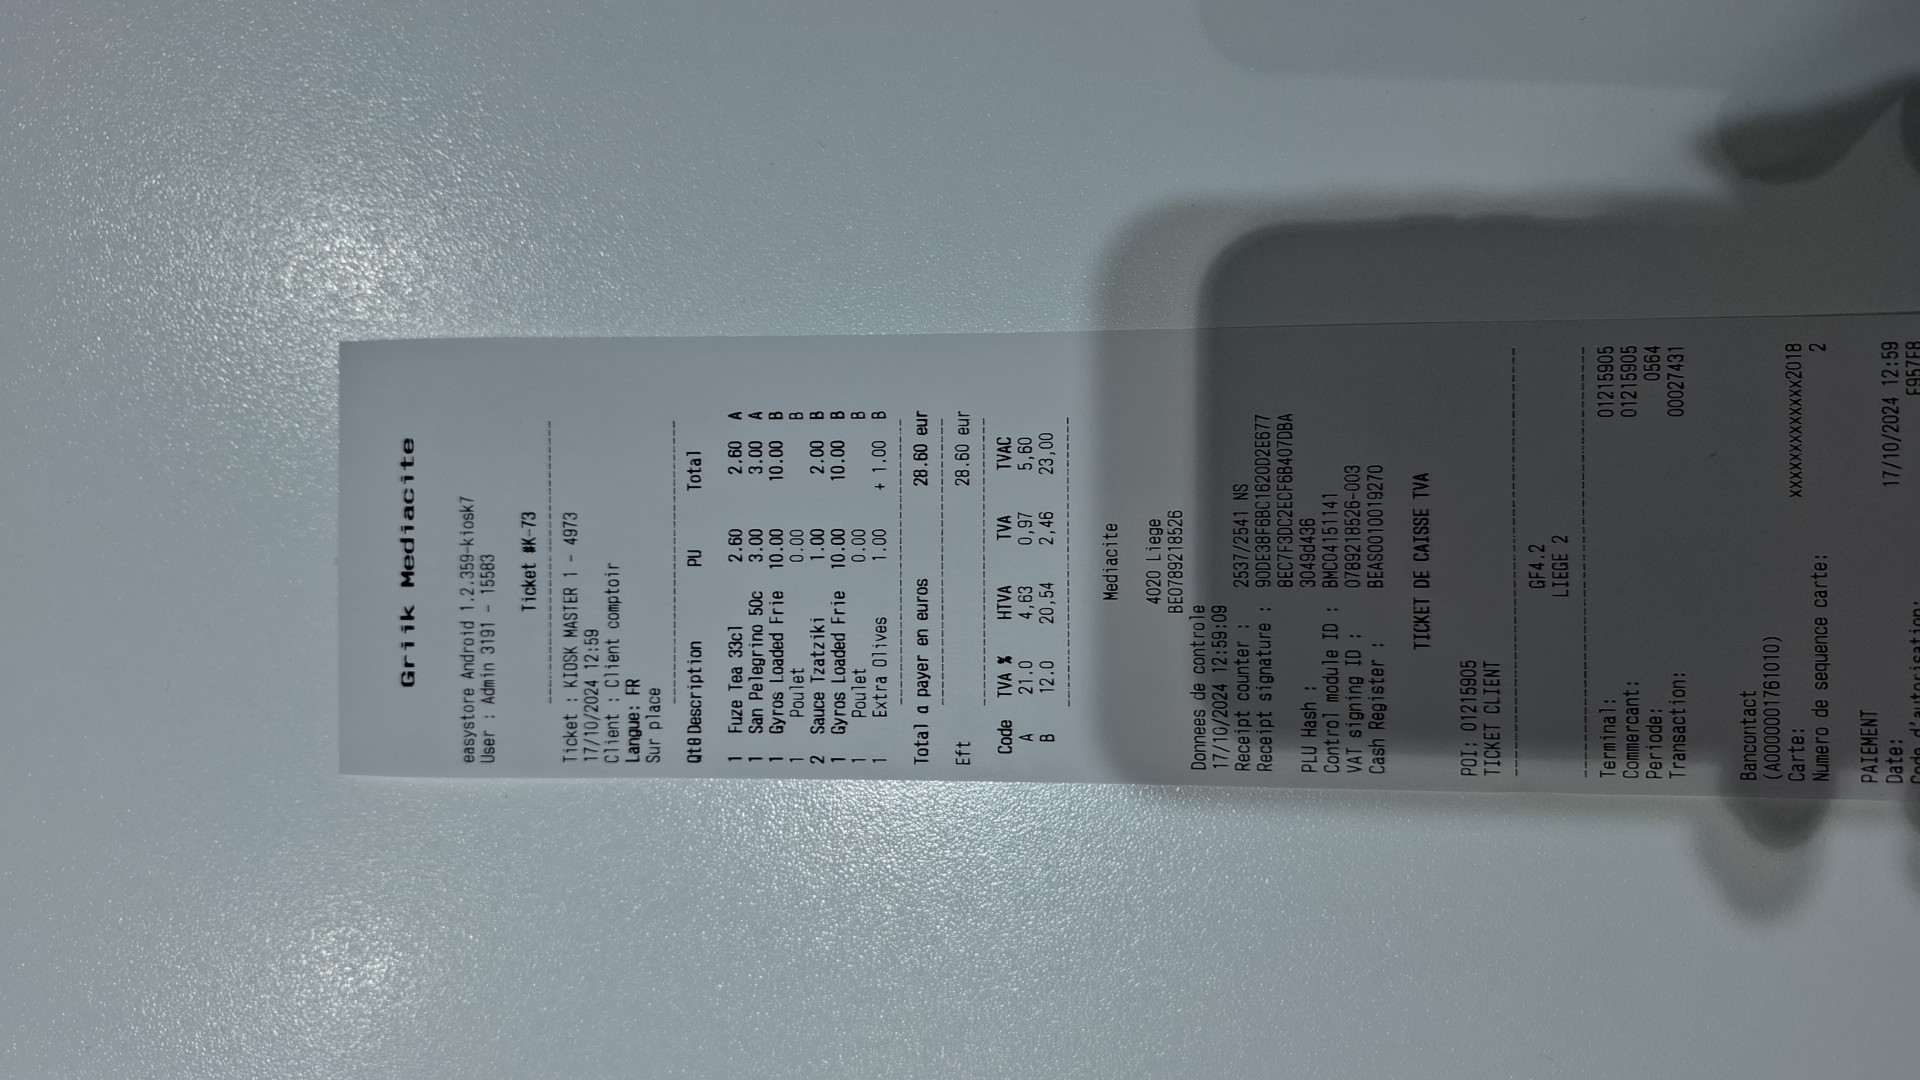 Griik Mediacite
easystore Android 1.2.359-kiosk7
User : Admin 3191 - 15583
Ticket #K-73
Ticket : KIOSK MASTER 1 - 4973
17/10/2024 12:59
Client : Client comptoir
Langue: FR
Sur place
Qté Description PU Total
1 Fuze Tea 33cl 2.60 2.60 A
1 San Pelegrino 50c 3.00 3.00 A
1 Gyros Loaded Frie 10.00 10.00 B
1 Poulet 0.00 B
2 Sauce Tzatziki 1.00 2.00 B
1 Gyros Loaded Frie 10.00 10.00 B
1 Poulet 0.00 B
1 Extra Olives 1.00 + 1.00 B
Total a payer en euros 28.60 eur
Eft 28.60 eur
Code TVA % HTVA TVA TVAC
A 21.0 4,63 0,97 5,60
B 12.0 20,54 2,46 23,00
Mediacite
4020 Liege
BE0789218526
Donnees de controle
17/10/2024 12:59:09
Receipt counter : 2537/2541 NS
Receipt signature : 90DE38F6BC1620D2E677
8EC7F3DC2ECF6B407DBA
PLU Hash : 3049d436
Control module ID : BMC04151141
VAT signing ID : 0789218526-003
Cash Register : BEAS001001927O
TICKET DE CAISSE TVA
POI: 01215905
TICKET CLIENT
GF4.2
LIEGE 2
Terminal: 01215905
Commercant: 01215905
Periode: 0564
Transaction: 00027431
Bancontact
(A0000001761010)
Carte: xxxxxxxxxxxxx2018
Numero de sequence carte: 2
PAIEMENT
Date: 17/10/2024 12:59
Code d'autorisation: